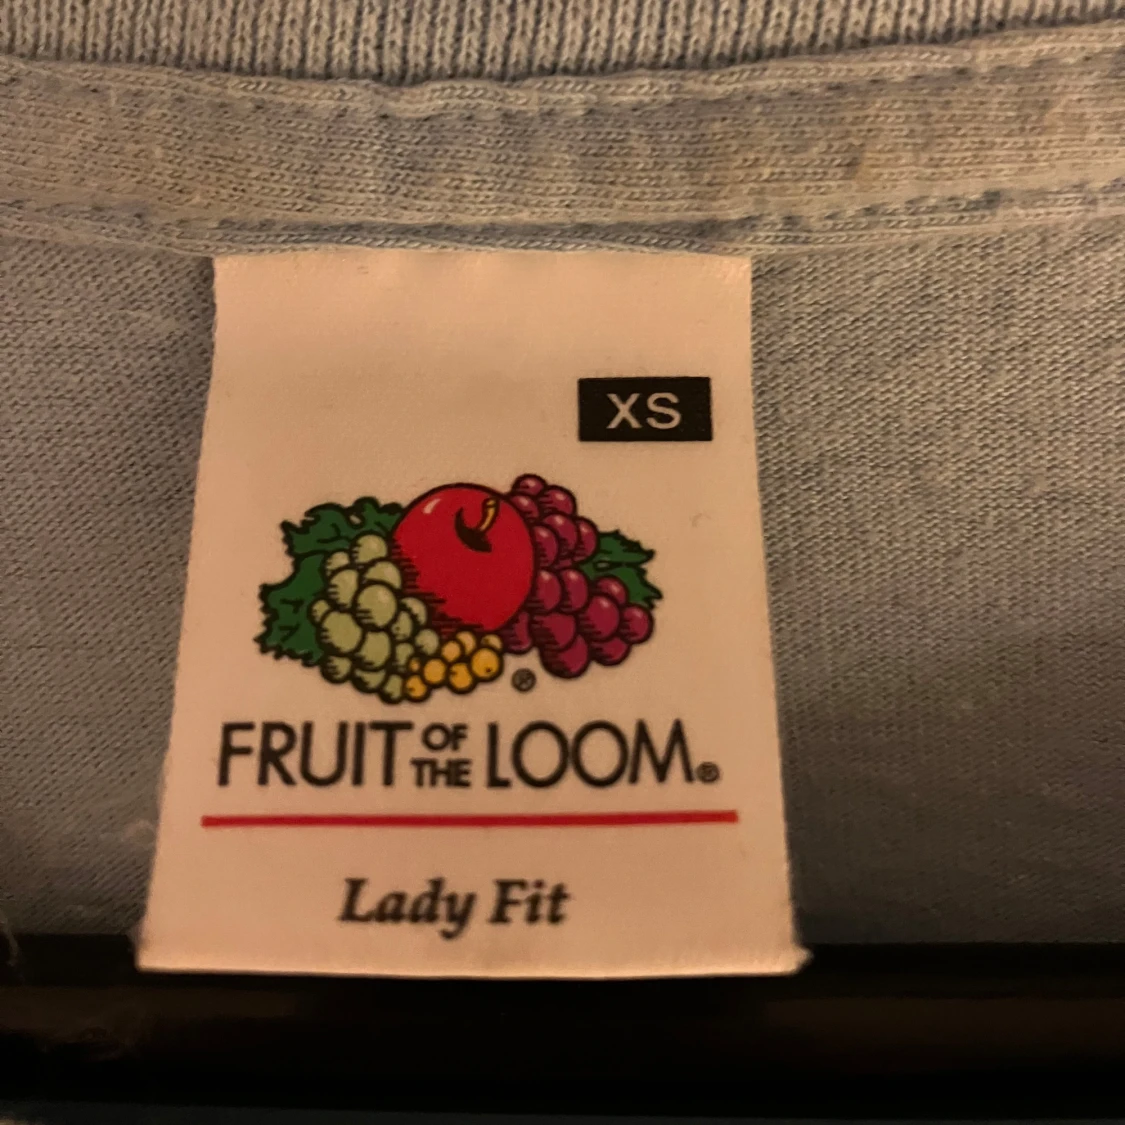 XS
®
FRUIT OF THE LOOM®
Lady Fit